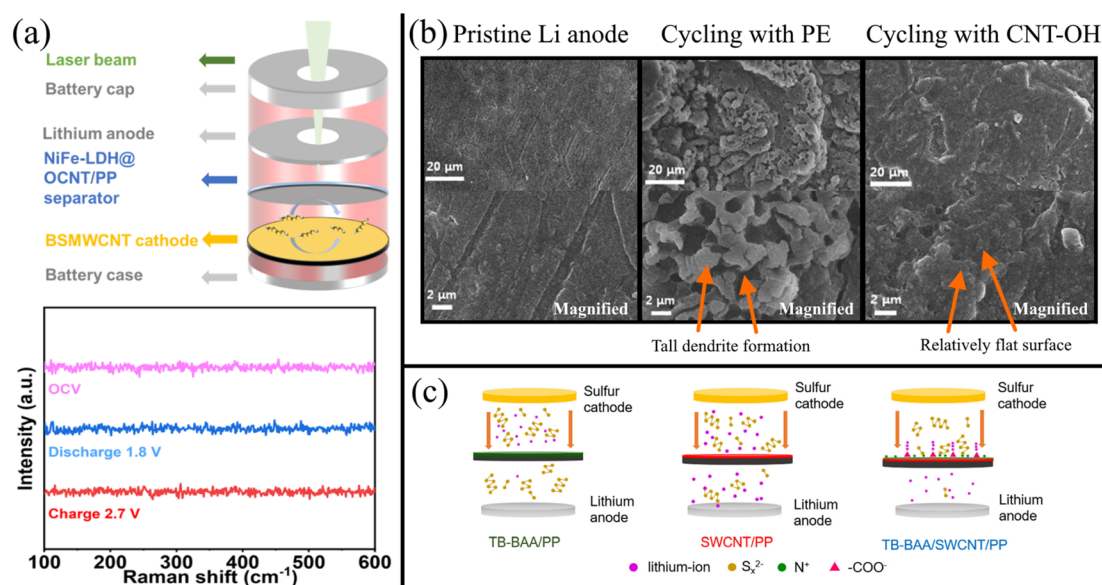 (a)
Laser beam
Battery cap
Lithium anode
NiFe-LDH@
OCNT/PP
separator
BSMWCNT cathode
Battery case
Intensity (a.u.)
OCV
Discharge 1.8 V
Charge 2.7 V
100 200 300 400 500 600
Raman shift (cm⁻¹)
(b)
Pristine Li anode Cycling with PE Cycling with CNT-OH
20 μm 20 μm 20 μm
2 μm Magnified 2 μm Magnified 2 μm Magnified
Tall dendrite formation Relatively flat surface
(c)
Sulfur
cathode
Sulfur
cathode
Sulfur
cathode
Lithium
anode
Lithium
anode
Lithium
anode
TB-BAA/PP SWCNT/PP TB-BAA/SWCNT/PP
lithium-ion Sₓ²⁻ N⁺ -COO⁻